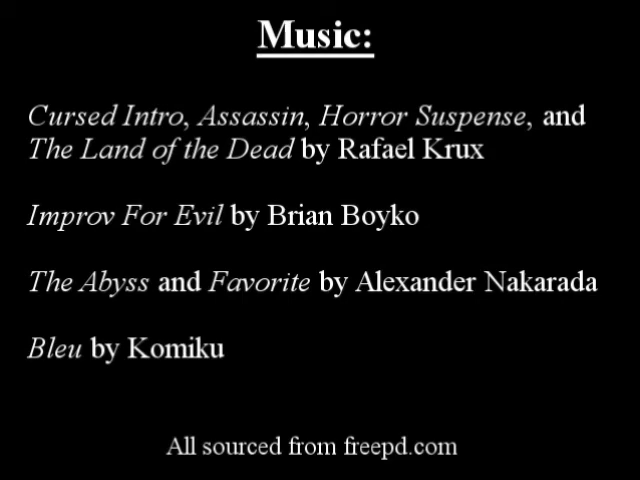 Music:
Cursed Intro, Assassin, Horror Suspense, and
The Land of the Dead by Rafael Krux
Improv For Evil by Brian Boyko
The Abyss and Favorite by Alexander Nakarada
Bleu by Komiku
All sourced from freepd.com